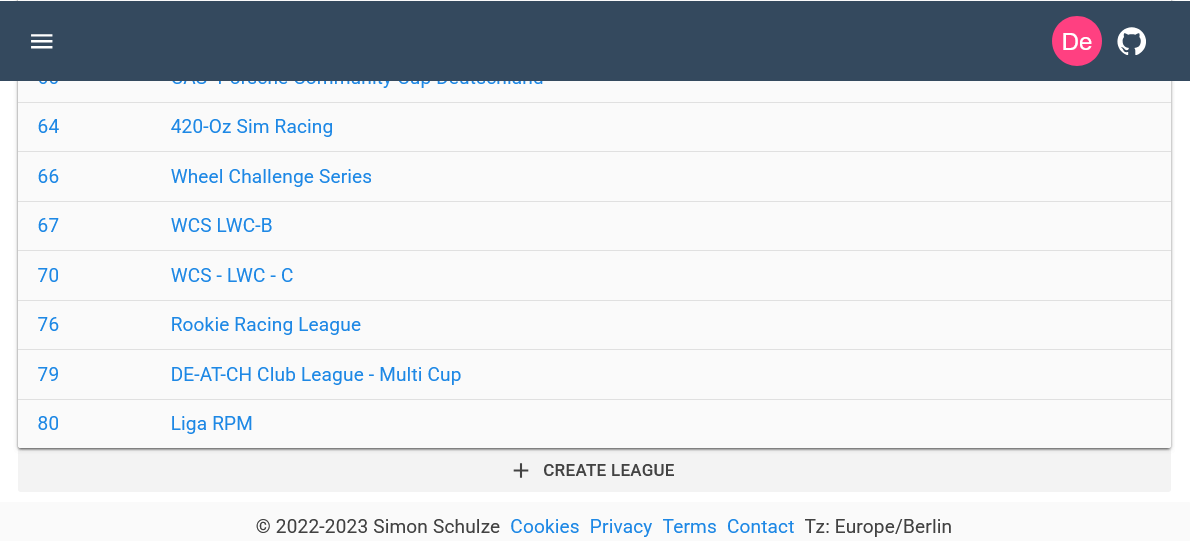 De
64 420-Oz Sim Racing
66 Wheel Challenge Series
67 WCS LWC-B
70 WCS - LWC - C
76 Rookie Racing League
79 DE-AT-CH Club League - Multi Cup
80 Liga RPM
+ CREATE LEAGUE
© 2022-2023 Simon Schulze Cookies Privacy Terms Contact Tz: Europe/Berlin